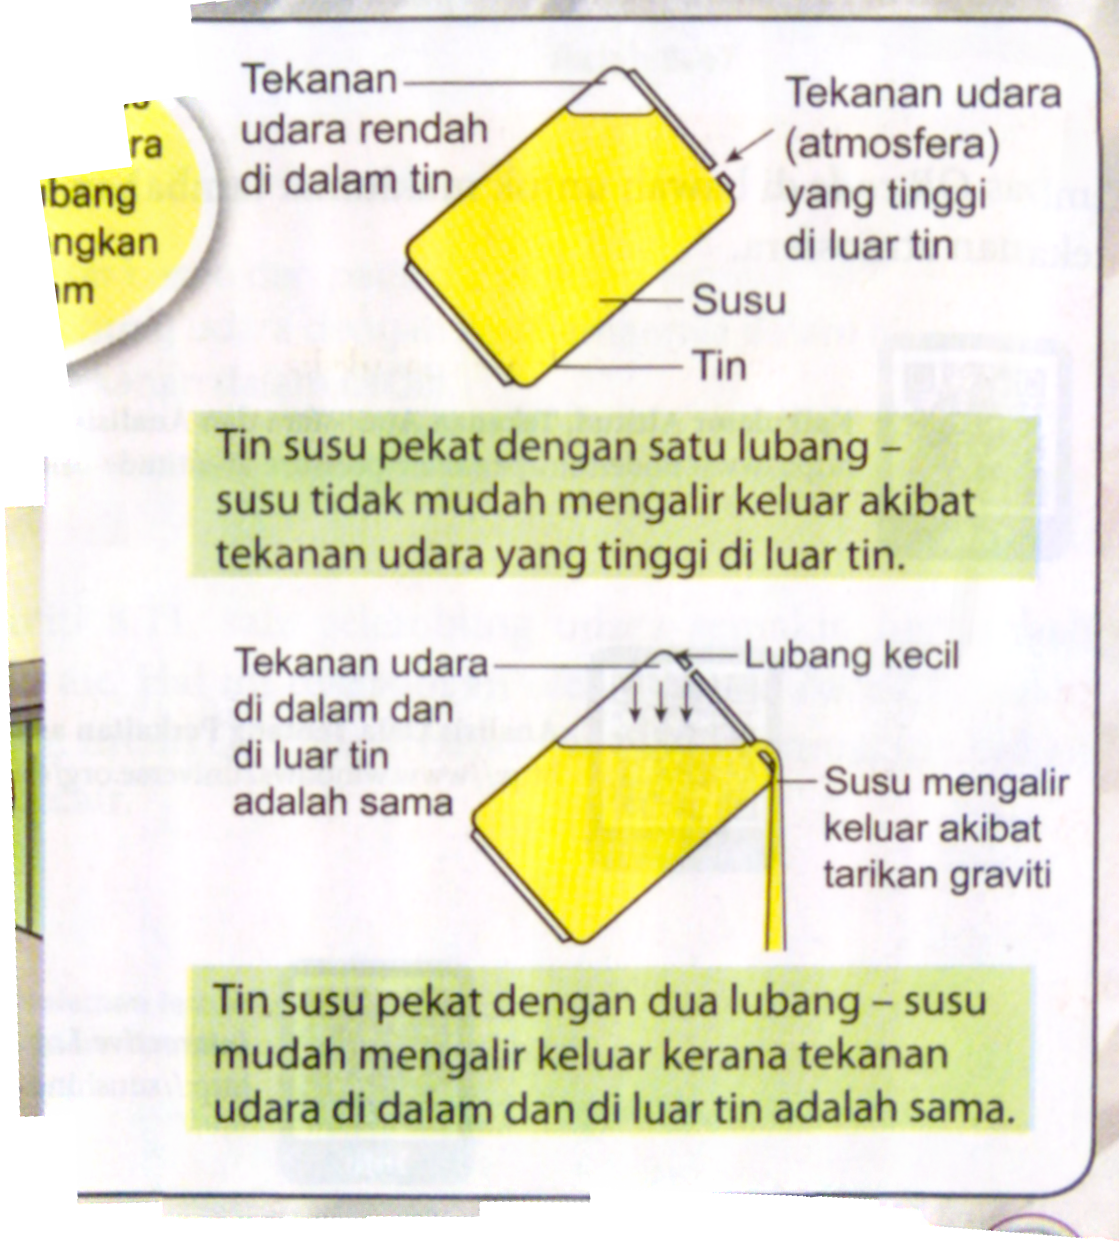 ra
ubang
angkan
am
Tekanan
udara rendah
di dalam tin
Tekanan udara
(atmosfera)
yang tinggi
di luar tin
Susu
Tin
Tin susu pekat dengan satu lubang –
susu tidak mudah mengalir keluar akibat
tekanan udara yang tinggi di luar tin.
Tekanan udara
di dalam dan
di luar tin
adalah sama
Lubang kecil
Susu mengalir
keluar akibat
tarikan graviti
Tin susu pekat dengan dua lubang – susu
mudah mengalir keluar kerana tekanan
udara di dalam dan di luar tin adalah sama.